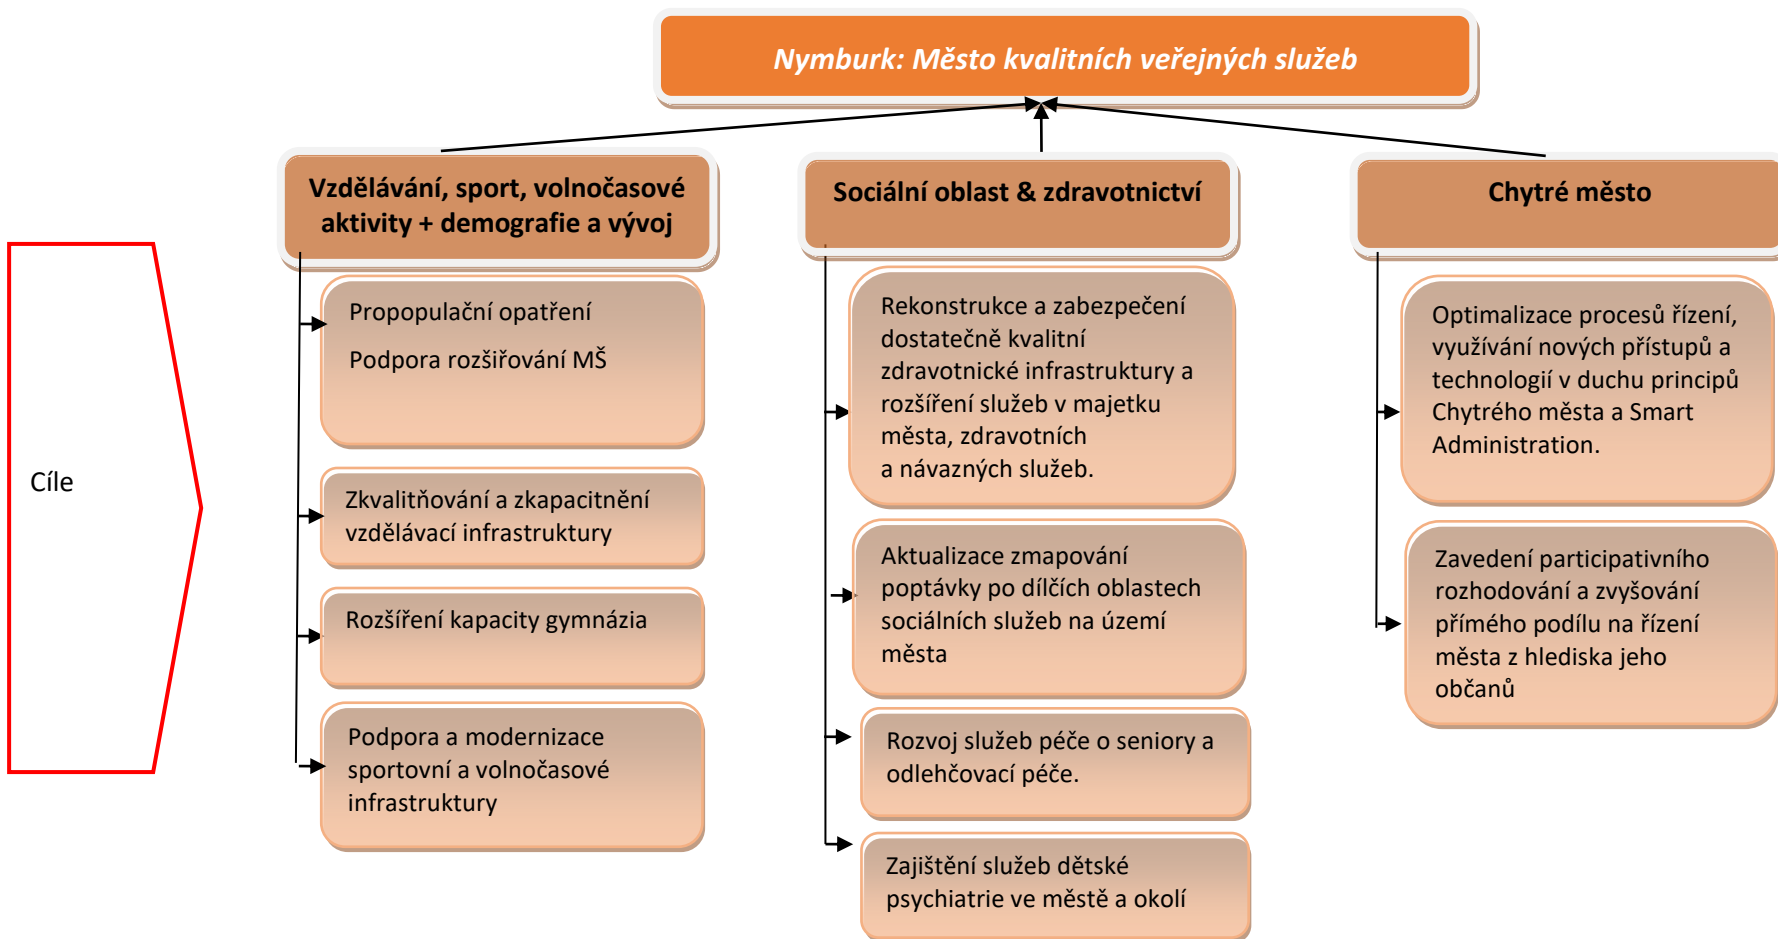 Nymburk: Město kvalitních veřejných služeb
Vzdělávání, sport, volnočasové
aktivity + demografie a vývoj
Sociální oblast & zdravotnictví
Chytré město
Cíle
Propopulační opatření
Podpora rozšiřování MŠ
Zkvalitňování a zkapacitnění
vzdělávací infrastruktury
Rozšíření kapacity gymnázia
Podpora a modernizace
sportovní a volnočasové
infrastruktury
Rekonstrukce a zabezpečení
dostatečně kvalitní
zdravotnické infrastruktury a
rozšíření služeb v majetku
města, zdravotních
a návazných služeb.
Aktualizace zmapování
poptávky po dílčích oblastech
sociálních služeb na území
města
Rozvoj služeb péče o seniory a
odlehčovací péče.
Zajištění služeb dětské
psychiatrie ve městě a okolí
Optimalizace procesů řízení,
využívání nových přístupů a
technologií v duchu principů
Chytrého města a Smart
Administration.
Zavedení participativního
rozhodování a zvyšování
přímého podílu na řízení
města z hlediska jeho
občanů